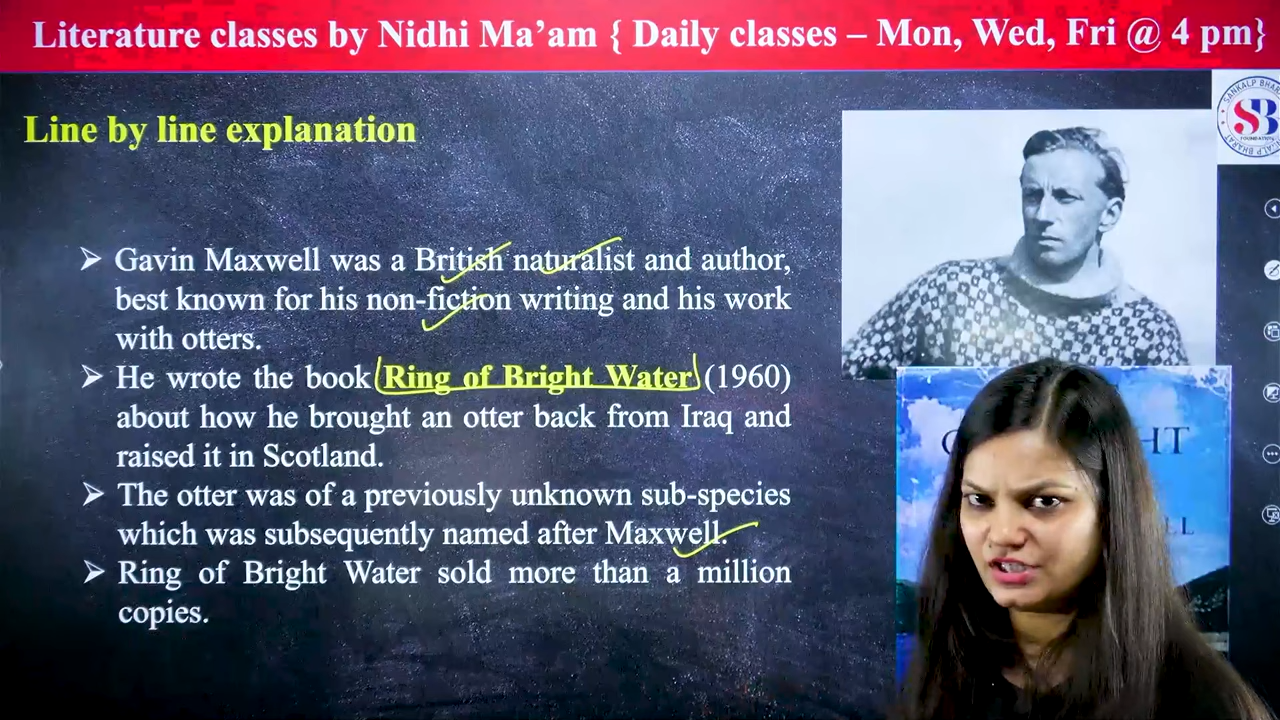 Literature classes by Nidhi Ma’am { Daily classes – Mon, Wed, Fri @ 4 pm}
Line by line explanation
SB
FOUNDATION
➢ Gavin Maxwell was a British naturalist and author,
best known for his non-fiction writing and his work
with otters.
➢ He wrote the book Ring of Bright Water (1960)
about how he brought an otter back from Iraq and
raised it in Scotland.
➢ The otter was of a previously unknown sub-species
which was subsequently named after Maxwell.
➢ Ring of Bright Water sold more than a million
copies.